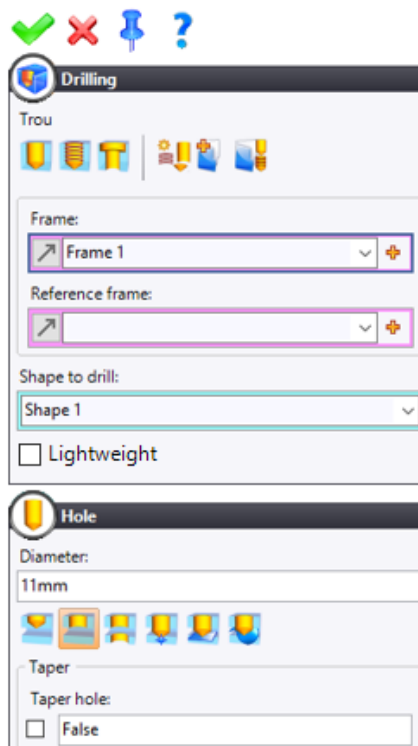 Drilling
Trou
Frame:
Frame 1
Reference frame:
Shape to drill:
Shape 1
Lightweight
Hole
Diameter:
11mm
Taper
Taper hole:
False